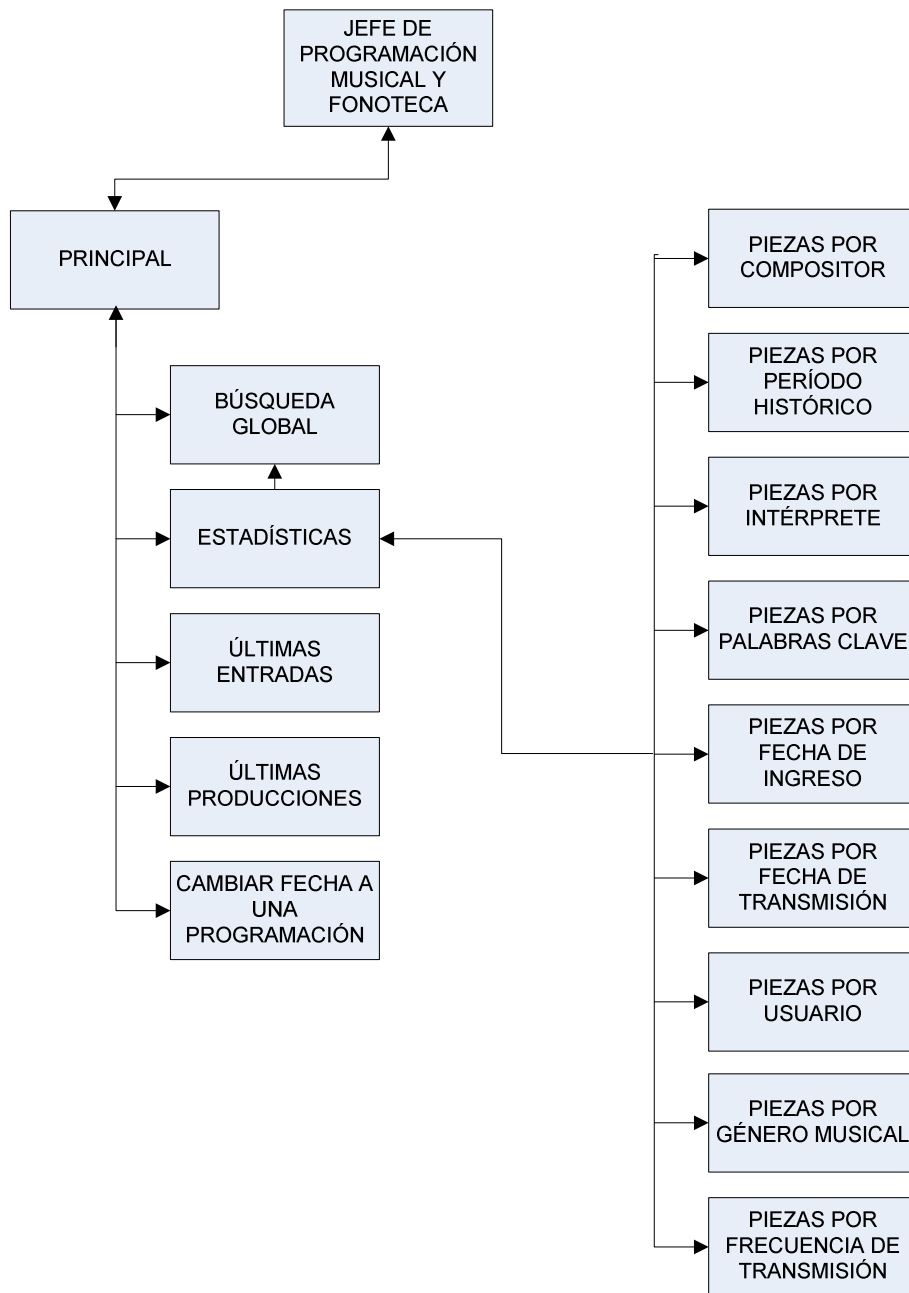 JEFE DE
PROGRAMACIÓN
MUSICAL Y
FONOTECA
PRINCIPAL
BÚSQUEDA
GLOBAL
ESTADÍSTICAS
ÚLTIMAS
ENTRADAS
ÚLTIMAS
PRODUCCIONES
CAMBIAR FECHA A
UNA
PROGRAMACIÓN
PIEZAS POR
COMPOSITOR
PIEZAS POR
PERÍODO
HISTÓRICO
PIEZAS POR
INTÉRPRETE
PIEZAS POR
PALABRAS CLAVE
PIEZAS POR
FECHA DE
INGRESO
PIEZAS POR
FECHA DE
TRANSMISIÓN
PIEZAS POR
USUARIO
PIEZAS POR
GÉNERO MUSICAL
PIEZAS POR
FRECUENCIA DE
TRANSMISIÓN